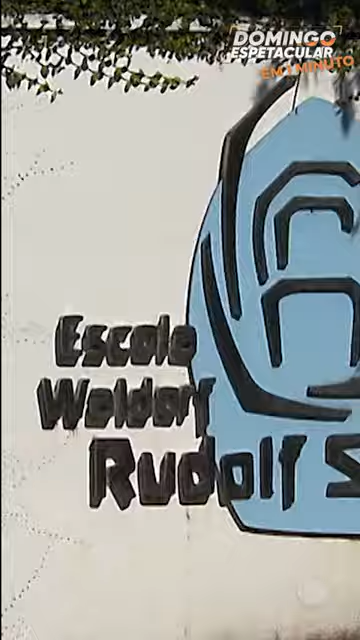 DOMINGO
ESPETACULAR
EM 1 MINUTO
Escola
Waldorf
Rudolf S